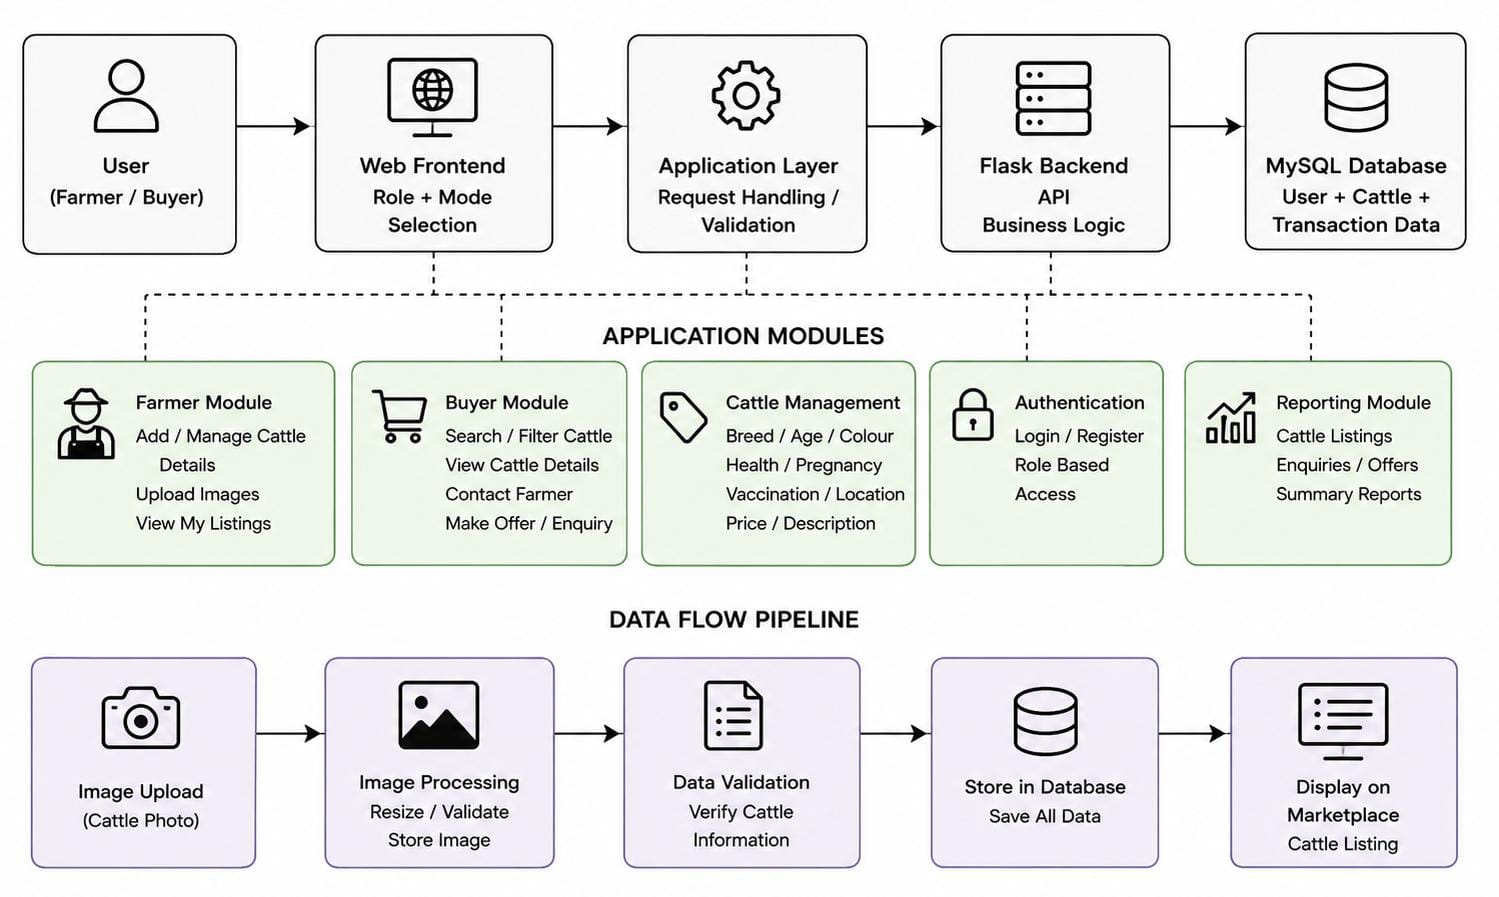 User
(Farmer / Buyer)
Web Frontend
Role + Mode
Selection
Application Layer
Request Handling /
Validation
Flask Backend
API
Business Logic
MySQL Database
User + Cattle +
Transaction Data
APPLICATION MODULES
Farmer Module
Add / Manage Cattle
Details
Upload Images
View My Listings
Buyer Module
Search / Filter Cattle
View Cattle Details
Contact Farmer
Make Offer / Enquiry
Cattle Management
Breed / Age / Colour
Health / Pregnancy
Vaccination / Location
Price / Description
Authentication
Login / Register
Role Based
Access
Reporting Module
Cattle Listings
Enquiries / Offers
Summary Reports
DATA FLOW PIPELINE
Image Upload
(Cattle Photo)
Image Processing
Resize / Validate
Store Image
Data Validation
Verify Cattle
Information
Store in Database
Save All Data
Display on
Marketplace
Cattle Listing